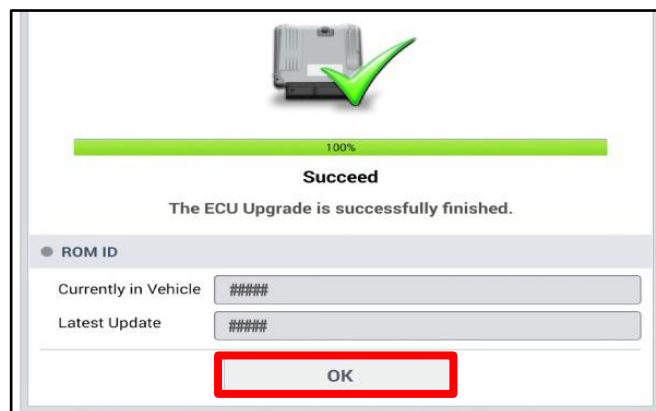 100%
Succeed
The ECU Upgrade is successfully finished.
ROM ID
Currently in Vehicle #####
Latest Update #####
OK